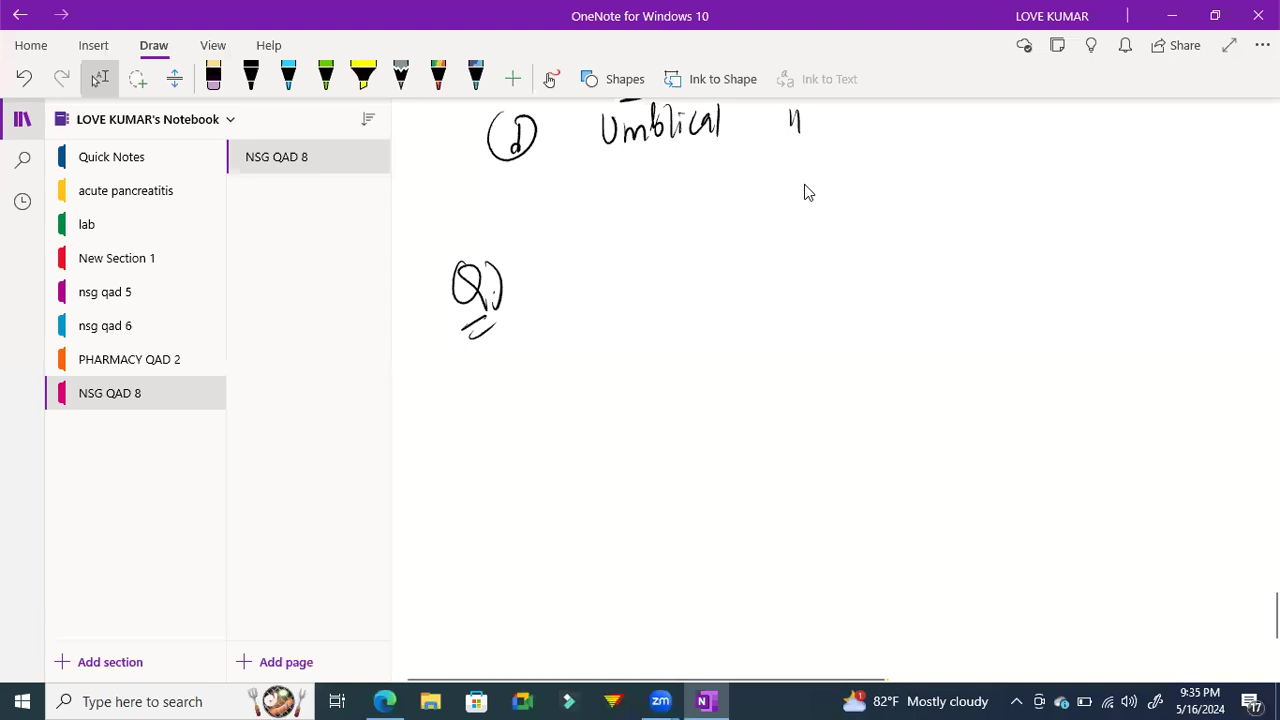 OneNote for Windows 10
LOVE KUMAR
Home Insert Draw View Help
Share
Shapes Ink to Shape Ink to Text
LOVE KUMAR's Notebook
Quick Notes
acute pancreatitis
lab
New Section 1
nsg qad 5
nsg qad 6
PHARMACY QAD 2
NSG QAD 8
Add section
NSG QAD 8
Add page
(d) Umblical "
Q.)
Type here to search
zm
N
1
82°F Mostly cloudy
9:35 PM
5/16/2024
17